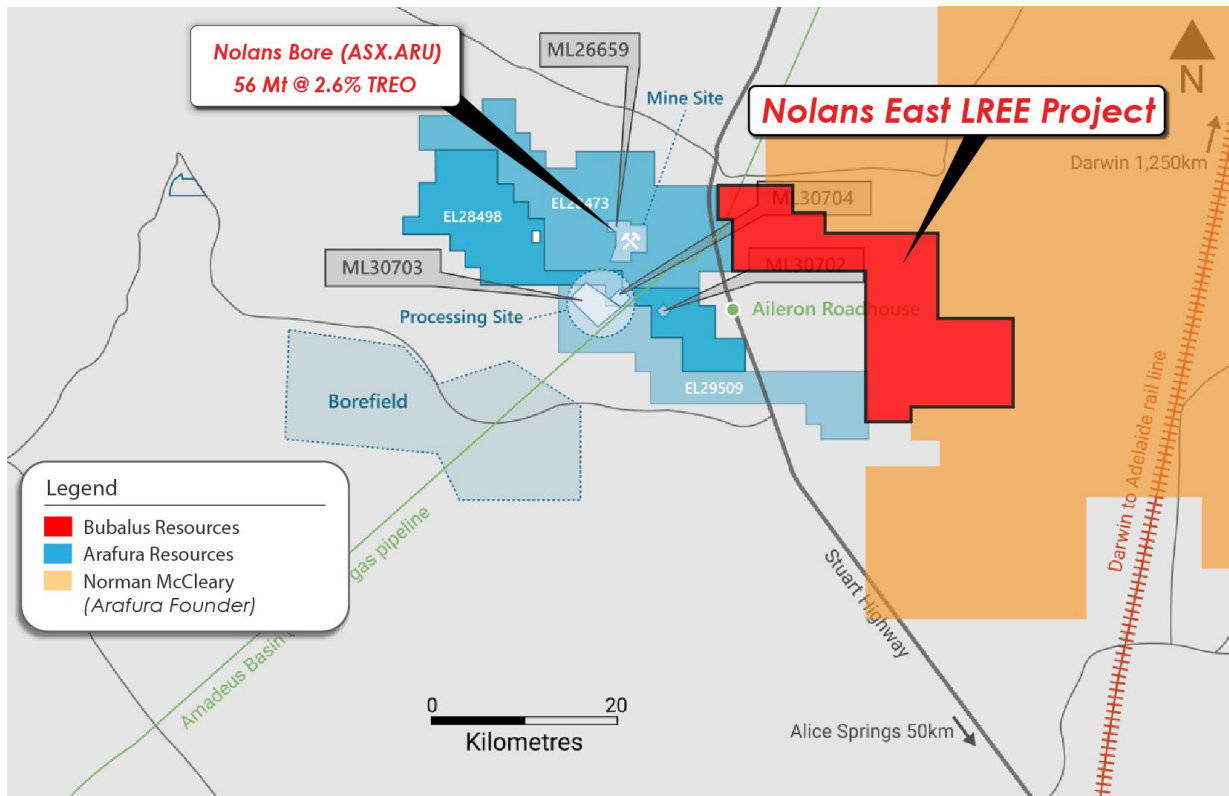 Nolans Bore (ASX.ARU)
56 Mt @ 2.6% TREO
ML26659
Mine Site
Nolans East LREE Project
N
Darwin 1,250km
EL28498
ML30704
ML30703
ML30702
Processing Site
Aileron Roadhouse
EL29509
Borefield
Legend
Bubalus Resources
Arafura Resources
Norman McCleary
(Arafura Founder)
Amadeus Basin
gas pipeline
Stuart Highway
Darwin to Adelaide rail line
0 20
Kilometres
Alice Springs 50km